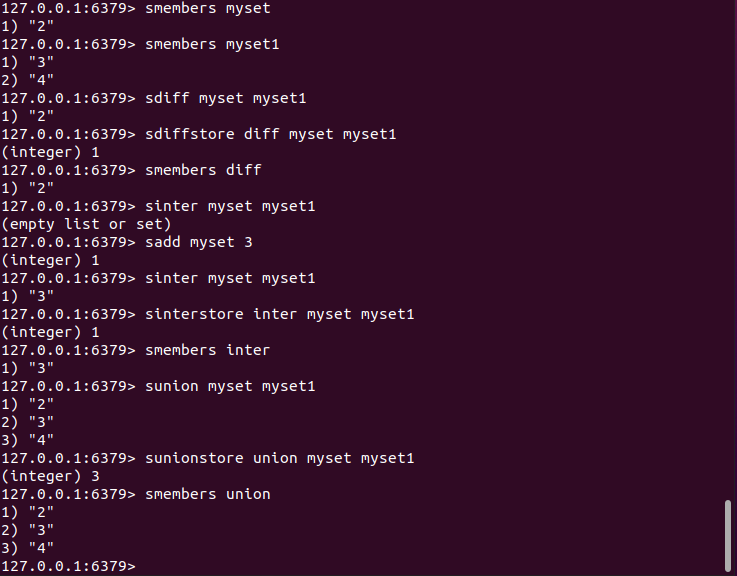 127.0.0.1:6379> smembers myset
1) "2"
127.0.0.1:6379> smembers myset1
1) "3"
2) "4"
127.0.0.1:6379> sdiff myset myset1
1) "2"
127.0.0.1:6379> sdiffstore diff myset myset1
(integer) 1
127.0.0.1:6379> smembers diff
1) "2"
127.0.0.1:6379> sinter myset myset1
(empty list or set)
127.0.0.1:6379> sadd myset 3
(integer) 1
127.0.0.1:6379> sinter myset myset1
1) "3"
127.0.0.1:6379> sinterstore inter myset myset1
(integer) 1
127.0.0.1:6379> smembers inter
1) "3"
127.0.0.1:6379> sunion myset myset1
1) "2"
2) "3"
3) "4"
127.0.0.1:6379> sunionstore union myset myset1
(integer) 3
127.0.0.1:6379> smembers union
1) "2"
2) "3"
3) "4"
127.0.0.1:6379>